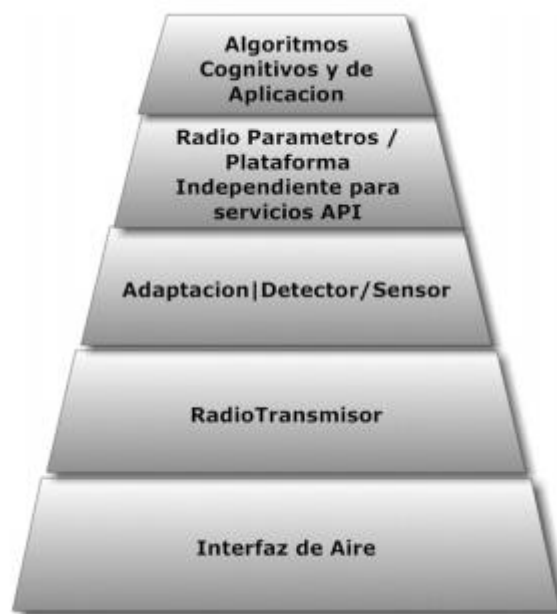 Algoritmos
Cognitivos y de
Aplicacion
Radio Parametros /
Plataforma
Independiente para
servicios API
Adaptacion|Detector/Sensor
RadioTransmisor
Interfaz de Aire